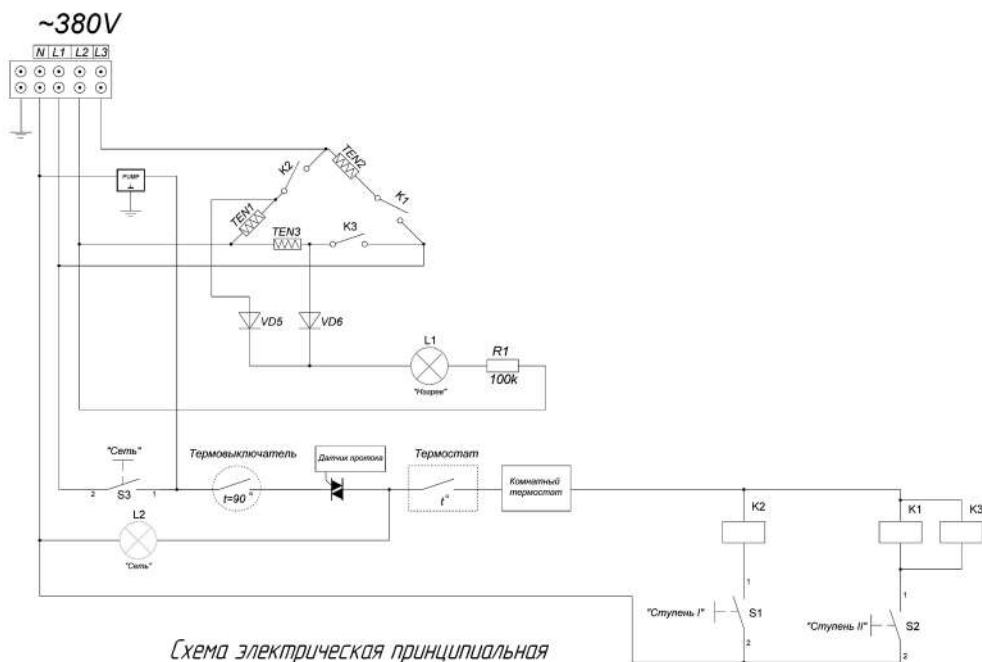 ~380V
N L1 L2 L3
PUMP
K2
TEN2
K1
TEN1
TEN3
K3
VD5
VD6
L1
"Нагрев"
R1
100k
"Сеть"
2
S3
1
Термовыключатель
t=90°
Датчик протока
Термостат
t°
Комнатный
термостат
L2
"Сеть"
K2
K1
K3
1
"Ступень I"
S1
2
1
"Ступень II"
S2
2
Схема электрическая принципиальная